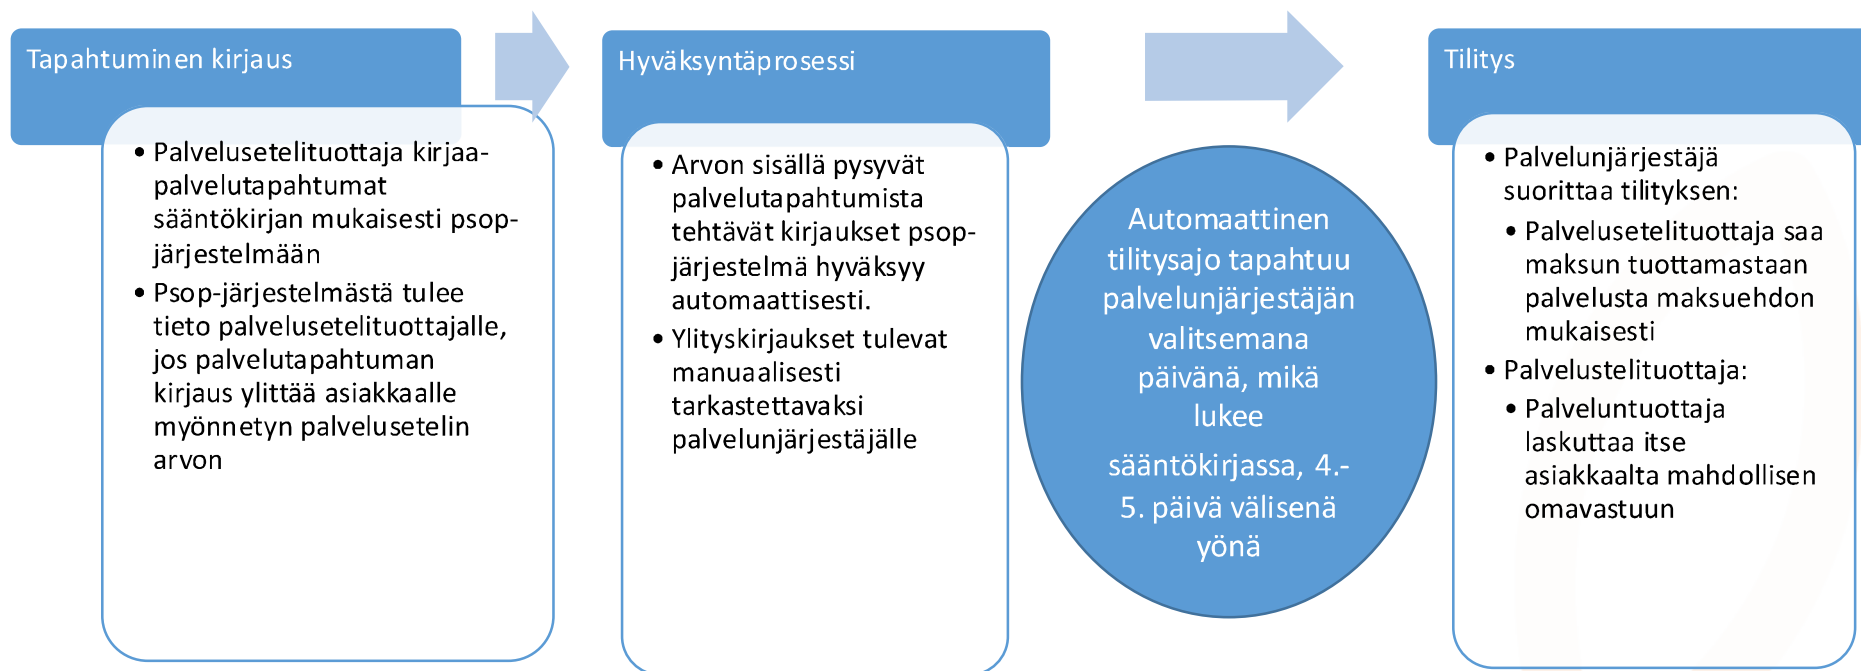 Tapahtuminen kirjaus
• Palvelusetelituottaja kirjaa-
palvelutapahtumat
sääntökirjan mukaisesti psop-
järjestelmään
• Psop-järjestelmästä tulee
tieto palvelusetelituottajalle,
jos palvelutapahtuman
kirjaus ylittää asiakkaalle
myönnetyn palvelusetelin
arvon
Hyväksyntäprosessi
• Arvon sisällä pysyvät
palvelutapahtumista
tehtävät kirjaukset psop-
järjestelmä hyväksyy
automaattisesti.
• Ylityskirjaukset tulevat
manuaalisesti
tarkastettavaksi
palvelunjärjestäjälle
Automaattinen
tilitysajo tapahtuu
palvelunjärjestäjän
valitsemana
päivänä, mikä
lukee
sääntökirjassa, 4.-
5. päivä välisenä
yönä
Tilitys
• Palvelunjärjestäjä
suorittaa tilityksen:
• Palvelusetelituottaja saa
maksun tuottamastaan
palvelusta maksuehdon
mukaisesti
• Palvelustelituottaja:
• Palveluntuottaja
laskuttaa itse
asiakkaalta mahdollisen
omavastuun